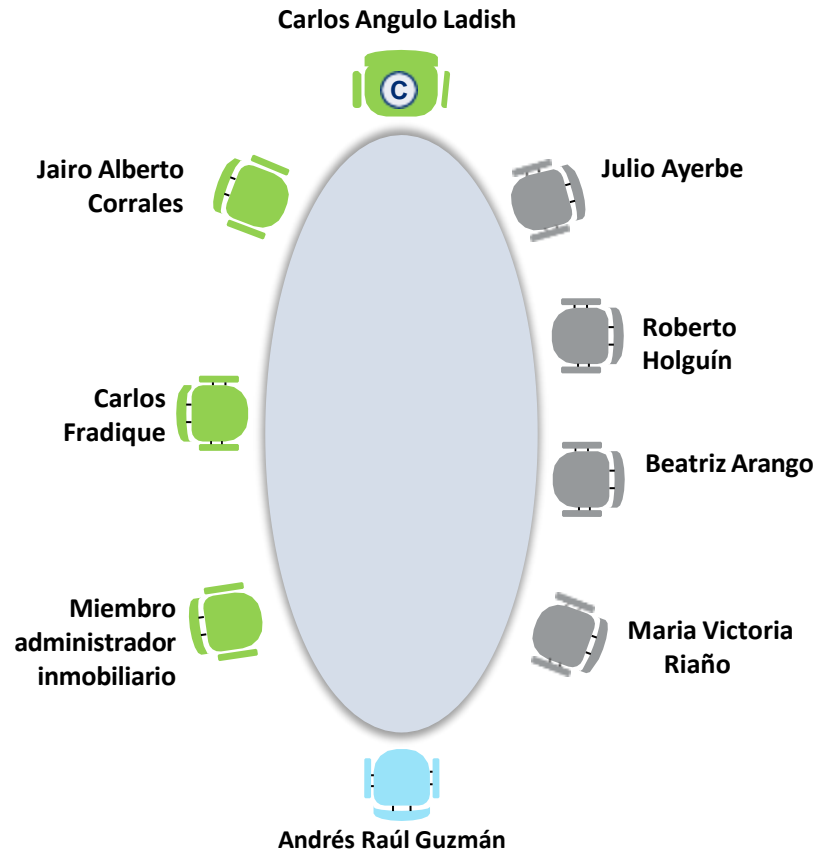 Carlos Angulo Ladish
C
Jairo Alberto
Corrales
Julio Ayerbe
Roberto
Holguín
Carlos
Fradique
Beatriz Arango
Miembro
administrador
inmobiliario
Maria Victoria
Riaño
Andrés Raúl Guzmán